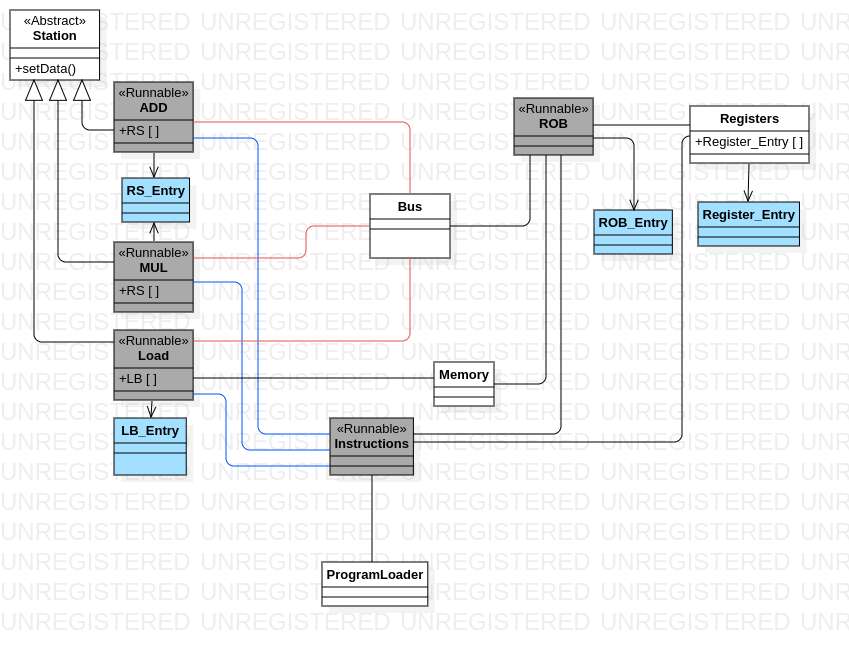 «Abstract»
Station
+setData()
«Runnable»
ADD
+RS [ ]
RS_Entry
«Runnable»
MUL
+RS [ ]
«Runnable»
Load
+LB [ ]
LB_Entry
Bus
«Runnable»
ROB
ROB_Entry
Registers
+Register_Entry [ ]
Register_Entry
Memory
«Runnable»
Instructions
ProgramLoader
UNREGISTERED UNREGISTERED UNREGISTERED UNREGISTERED UN